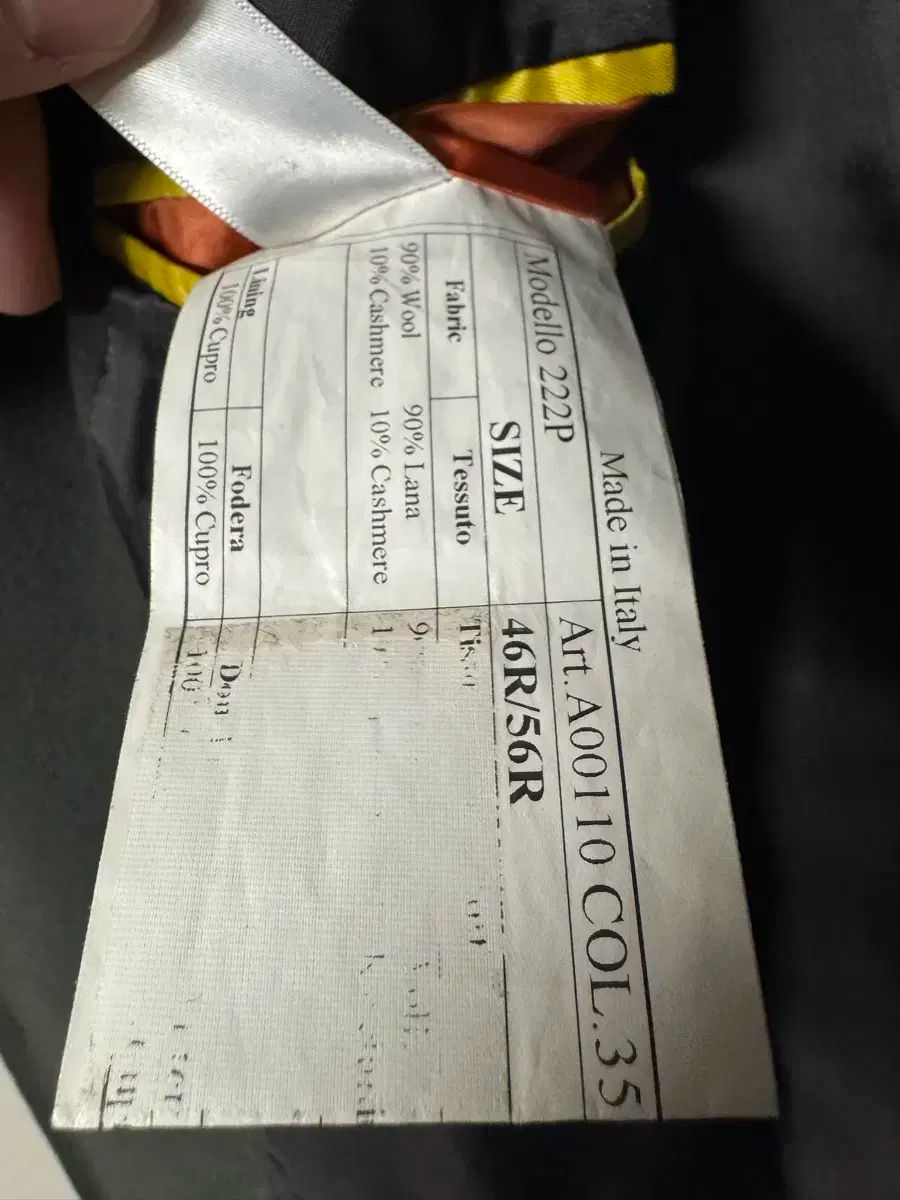 Made in Italy
Modello 222P Art. A00110 COL.35
SIZE 46R/56R
Fabric Tessuto
90% Wool 90% Lana
10% Cashmere 10% Cashmere
Lining Fodera
100% Cupro 100% Cupro 100